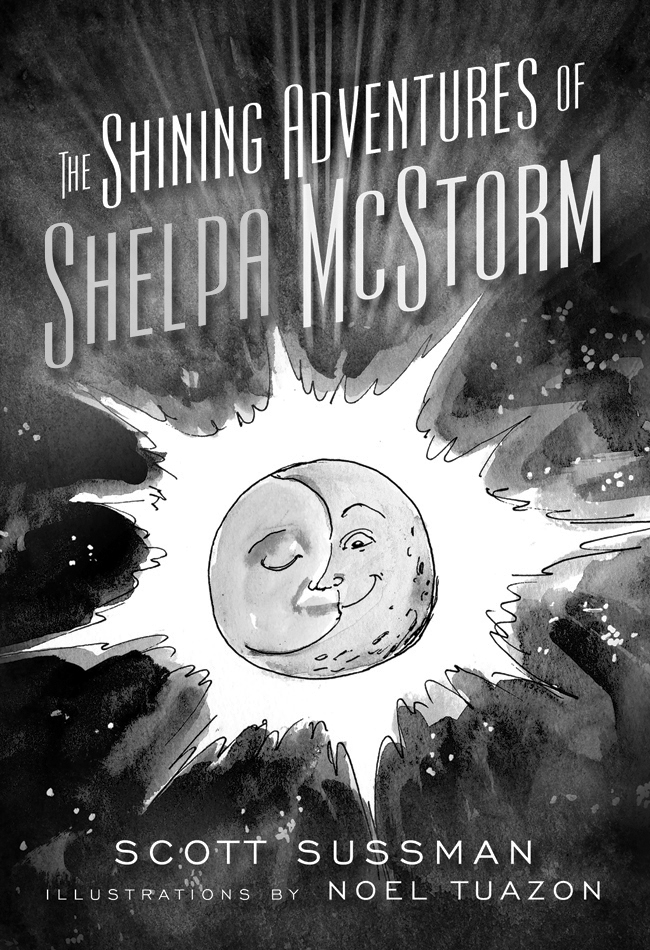 The Shining Adventures of
Shelpa McStorm
SCOTT SUSSMAN
ILLUSTRATIONS BY NOEL TUAZON